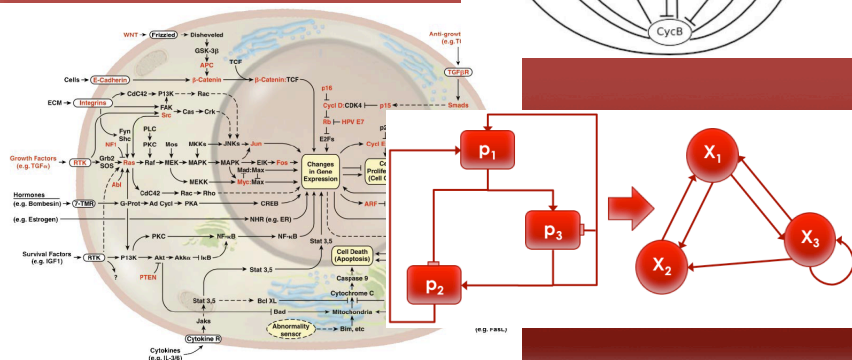 CycB
WNT Frizzled Disheveled
GSK-3β
APC
TCF
Cells E-Cadherin β-Catenin β-Catenin:TCF
ECM Integrins CdC42 P13K Rac
FAK
Src Cas Crk
Fyn
Shc
PLC
NF1
PKC
Mos MKKs JNKs Jun
Growth Factors
(e.g. TGFα)
RTK Grb2
SOS
Ras Raf MEK MAPK MAPK ElK Fos
Mad:Max
Myc:Max
MEKK
Abl
CdC42 Rac Rho
Hormones
(e.g. Bombesin) 7-TMR G-Prot Ad Cycl PKA CREB
(e.g. Estrogen) NHR (e.g. ER)
PKC NF-κB NF-κB
Stat 3,5
Survival Factors
(e.g. IGF1)
RTK P13K Akt Akkα IκB
?
PTEN
Stat 3,5
Stat 3,5 Bcl XL
Bad
Jaks
Cytokine R
Cytokines
(e.g. IL-3/6)
Abnormality
sensor
Bim, etc
Mitochondria
Cytochrome C
Caspase 9
Cell Death
(Apoptosis)
Changes
in Gene
Expression
p16
Cycl D:CDK4 p15
Rb HPV E7
E2Fs
Cycl E
ARF
TGFβR
Smads
(e.g. FasL)
p1
p3
p2
X1
X2
X3